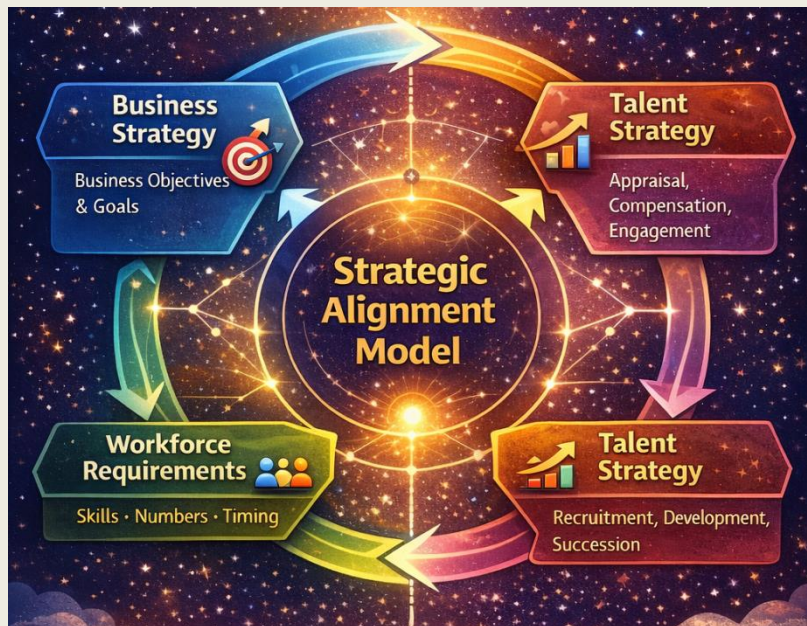 Business
Strategy
Business Objectives
& Goals
Talent
Strategy
Appraisal,
Compensation,
Engagement
Strategic
Alignment
Model
Workforce
Requirements
Skills · Numbers · Timing
Talent
Strategy
Recruitment, Development,
Succession